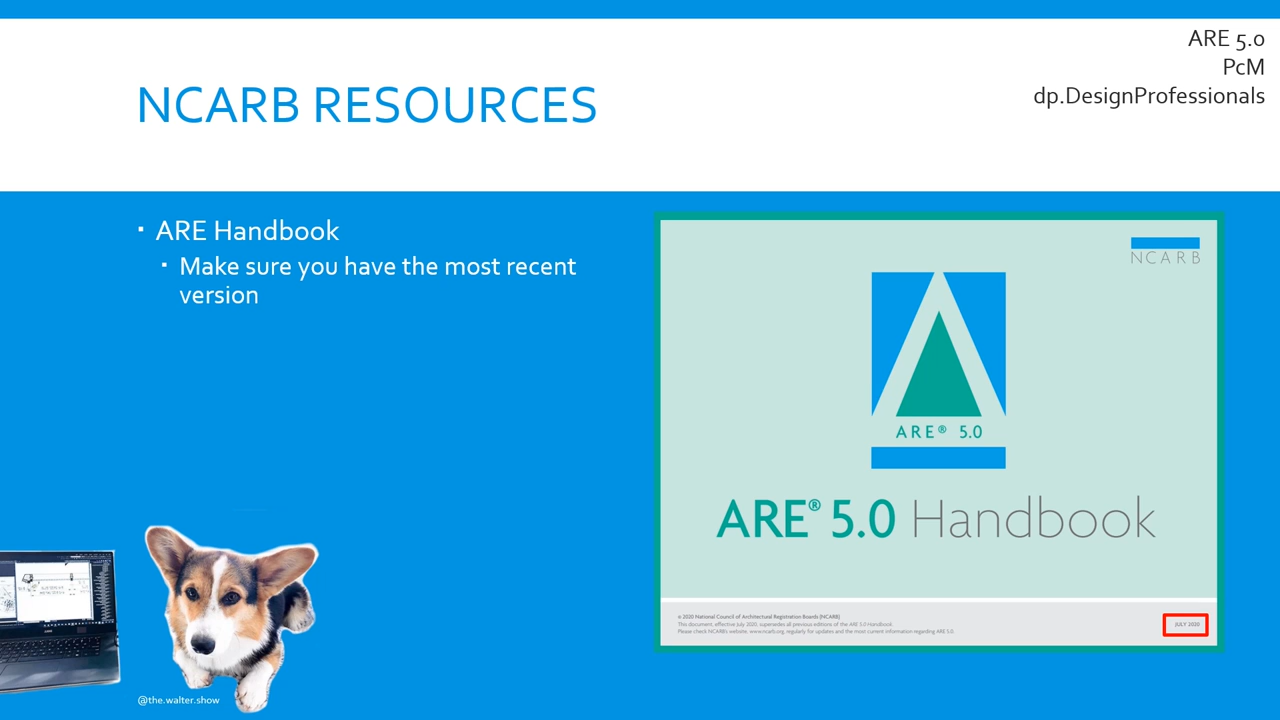 ARE 5.0
PcM
dp.DesignProfessionals
NCARB RESOURCES
▪ ARE Handbook
▪ Make sure you have the most recent
version
NCARB
ARE® 5.0
ARE® 5.0 Handbook
© 2020 National Council of Architectural Registration Boards (NCARB)
This document, effective July 2020, supersedes all previous editions of the ARE 5.0 Handbook.
Please check NCARB's website, www.ncarb.org, regularly for updates and the most current information regarding ARE 5.0.
JULY 2020
@the.walter.show